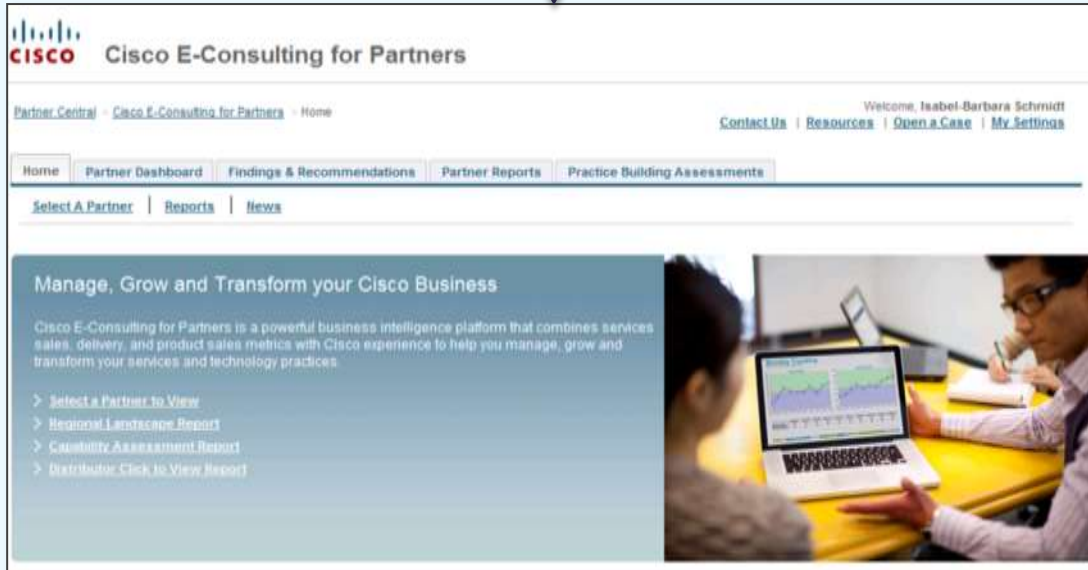 CISCO
Cisco E-Consulting for Partners
Partner Central > Cisco E-Consulting for Partners > Home
Welcome, Isabel-Barbara Schmidt
Contact Us | Resources | Open a Case | My Settings
Home Partner Dashboard Findings & Recommendations Partner Reports Practice Building Assessments
Select A Partner | Reports | News
Manage, Grow and Transform your Cisco Business
Cisco E-Consulting for Partners is a powerful business intelligence platform that combines services
sales, delivery, and product sales metrics with Cisco experience to help you manage, grow and
transform your services and technology practices.
> Select a Partner to View
> Regional Landscape Report
> Capability Assessment Report
> Distributor Click to View Report